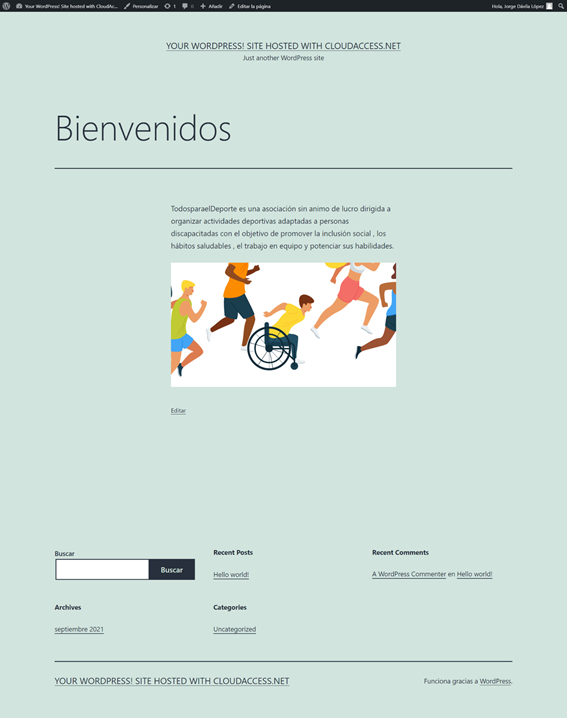 Your WordPress! Site hosted with CloudAc... Personalizar 1 0 Añadir Editar la página Hola, Jorge Dávila López
YOUR WORDPRESS! SITE HOSTED WITH CLOUDACCESS.NET
Just another WordPress site
Bienvenidos
TodosparaelDeporte es una asociación sin animo de lucro dirigida a
organizar actividades deportivas adaptadas a personas
discapacitadas con el objetivo de promover la inclusión social , los
hábitos saludables , el trabajo en equipo y potenciar sus habilidades.
Editar
Buscar
Buscar
Recent Posts
Hello world!
Recent Comments
A WordPress Commenter en Hello world!
Archives
septiembre 2021
Categories
Uncategorized
YOUR WORDPRESS! SITE HOSTED WITH CLOUDACCESS.NET
Funciona gracias a WordPress.